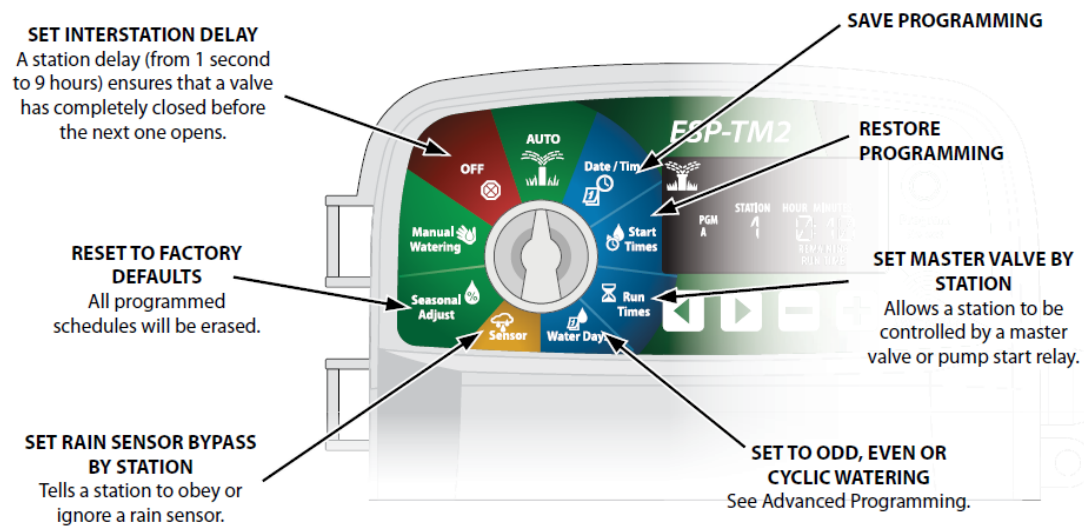 SET INTERSTATION DELAY
A station delay (from 1 second
to 9 hours) ensures that a valve
has completely closed before
the next one opens.
SAVE PROGRAMMING
RESTORE
PROGRAMMING
ESP-TM2
AUTO
OFF
Date / Tim
Manual
Watering
Start
Times
PGM
A
STATION
1
HOUR
RESET TO FACTORY
DEFAULTS
All programmed
schedules will be erased.
Seasonal
Adjust
%
Run
Times
Sensor
Water Day
SET MASTER VALVE BY
STATION
Allows a station to be
controlled by a master
valve or pump start relay.
SET RAIN SENSOR BYPASS
BY STATION
Tells a station to obey or
ignore a rain sensor.
SET TO ODD, EVEN OR
CYCLIC WATERING
See Advanced Programming.